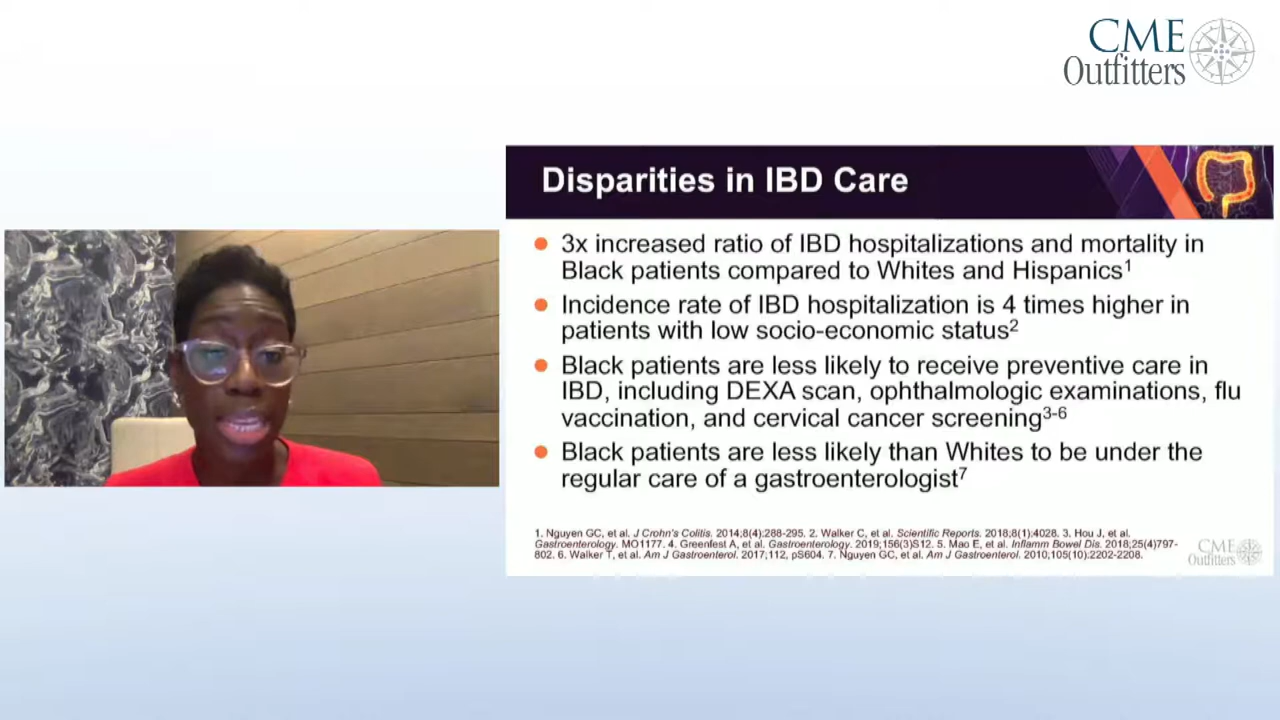 CME
Outfitters
Disparities in IBD Care
3x increased ratio of IBD hospitalizations and mortality in
Black patients compared to Whites and Hispanics1
Incidence rate of IBD hospitalization is 4 times higher in
patients with low socio-economic status2
Black patients are less likely to receive preventive care in
IBD, including DEXA scan, ophthalmologic examinations, flu
vaccination, and cervical cancer screening3-6
Black patients are less likely than Whites to be under the
regular care of a gastroenterologist7
1. Nguyen GC, et al. J Crohn's Colitis. 2014;8(4):288-295. 2. Walker C, et al. Scientific Reports. 2018;8(1):4028. 3. Hou J, et al.
Gastroenterology. MO1177. 4. Greenfest A, et al. Gastroenterology. 2019;156(3)S12. 5. Mao E, et al. Inflamm Bowel Dis. 2018;25(4)797-
802. 6. Walker T, et al. Am J Gastroenterol. 2017;112, pS604. 7. Nguyen GC, et al. Am J Gastroenterol. 2010;105(10):2202-2208.
CME
Outfitters